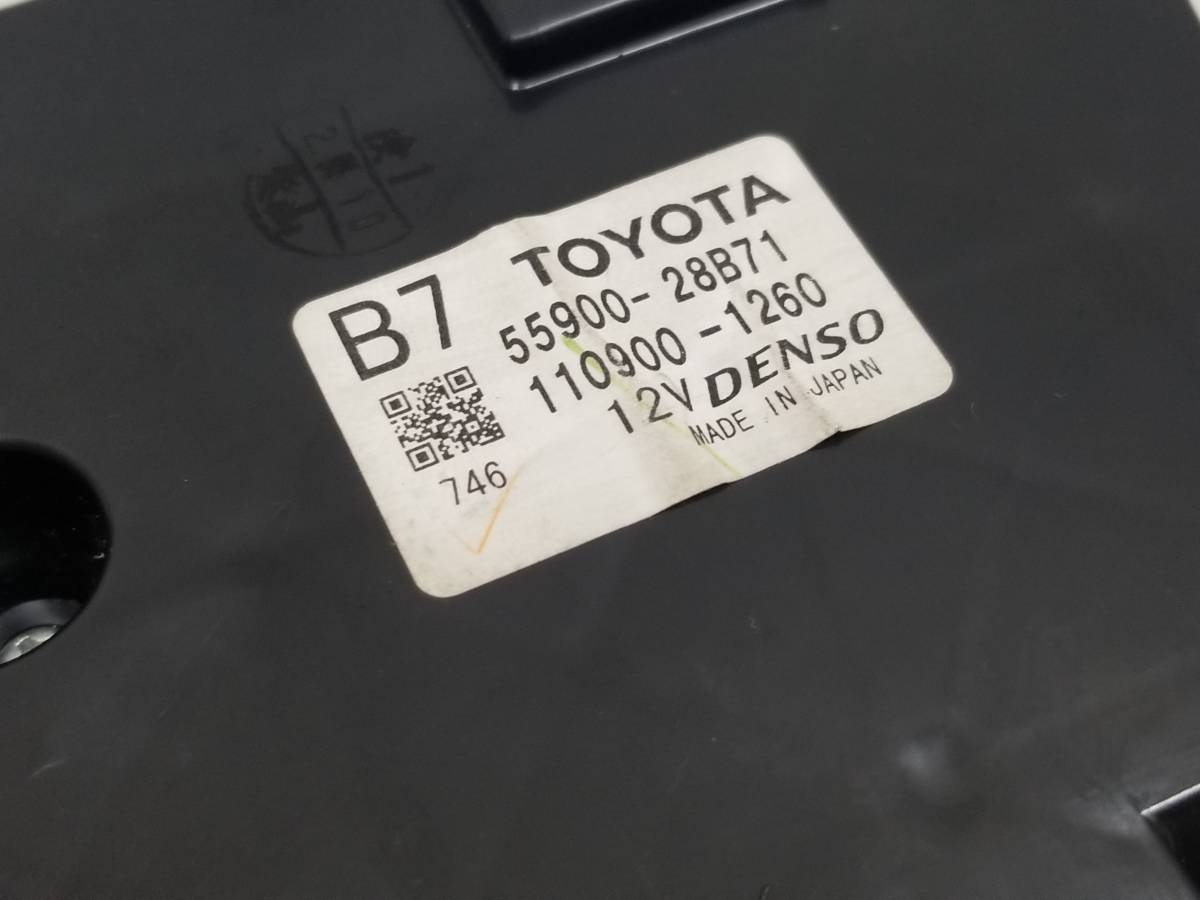 B7
TOYOTA
55900-28B71
110900-1260
12V DENSO
MADE IN JAPAN
746